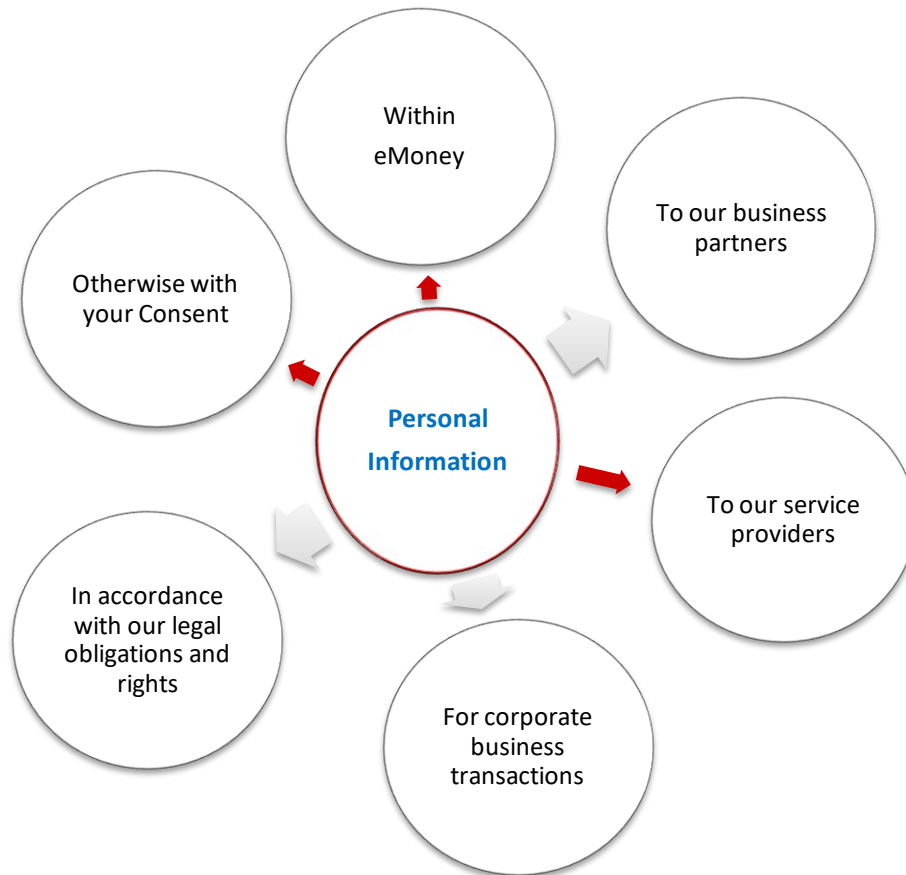 Within
eMoney
To our business
partners
Otherwise with
your Consent
Personal
Information
To our service
providers
In accordance
with our legal
obligations and
rights
For corporate
business
transactions